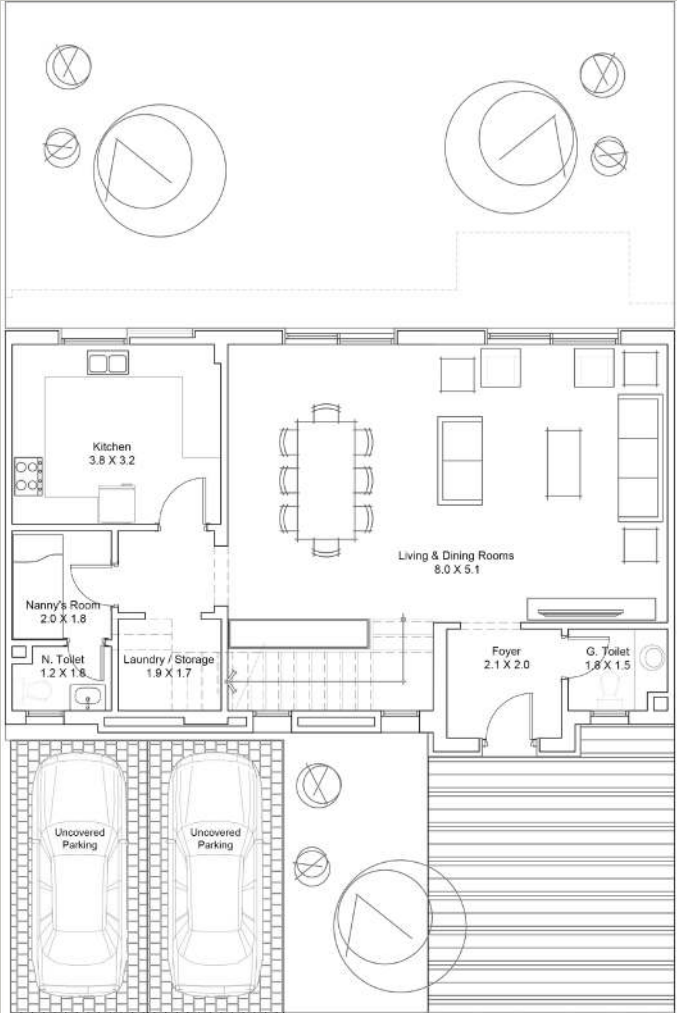 Kitchen
3.8 X 3.2
Living & Dining Rooms
8.0 X 5.1
Nanny's Room
2.0 X 1.8
N. Toilet
1.2 X 1.8
Laundry / Storage
1.9 X 1.7
Foyer
2.1 X 2.0
G. Toilet
1.8 X 1.5
Uncovered
Parking
Uncovered
Parking